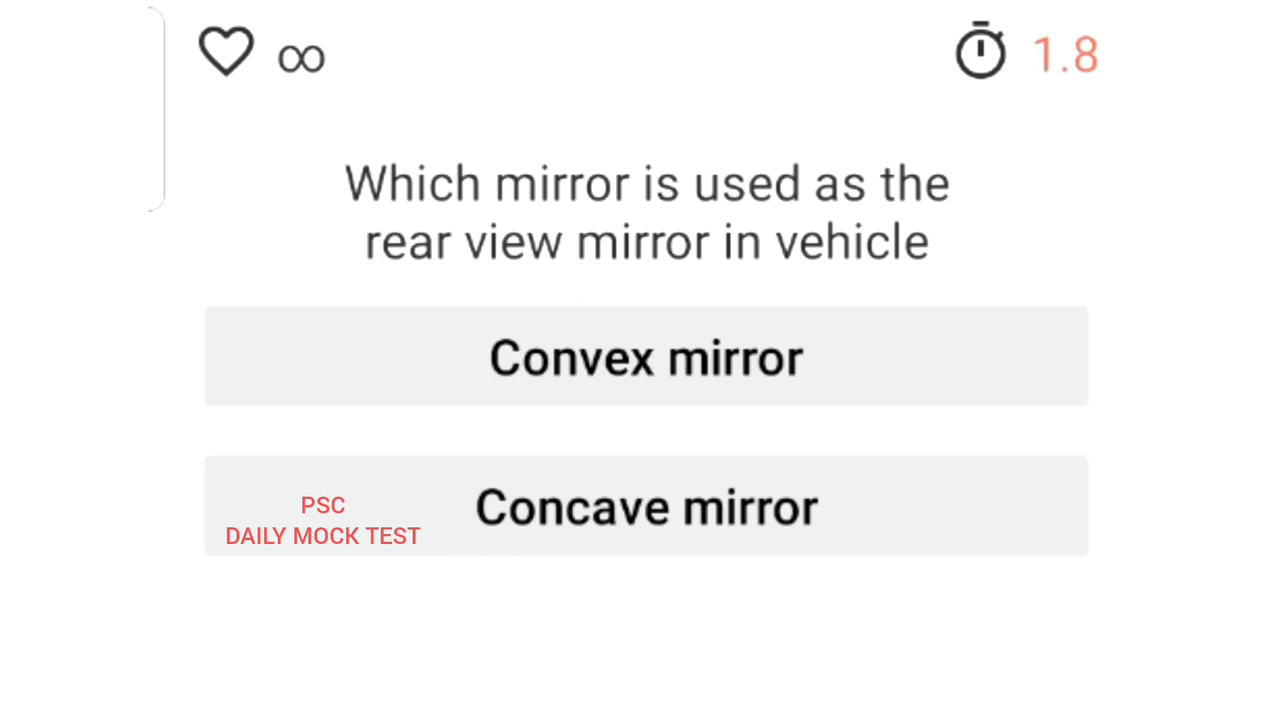 ∞
1.8
Which mirror is used as the
rear view mirror in vehicle
Convex mirror
Concave mirror
PSC
DAILY MOCK TEST